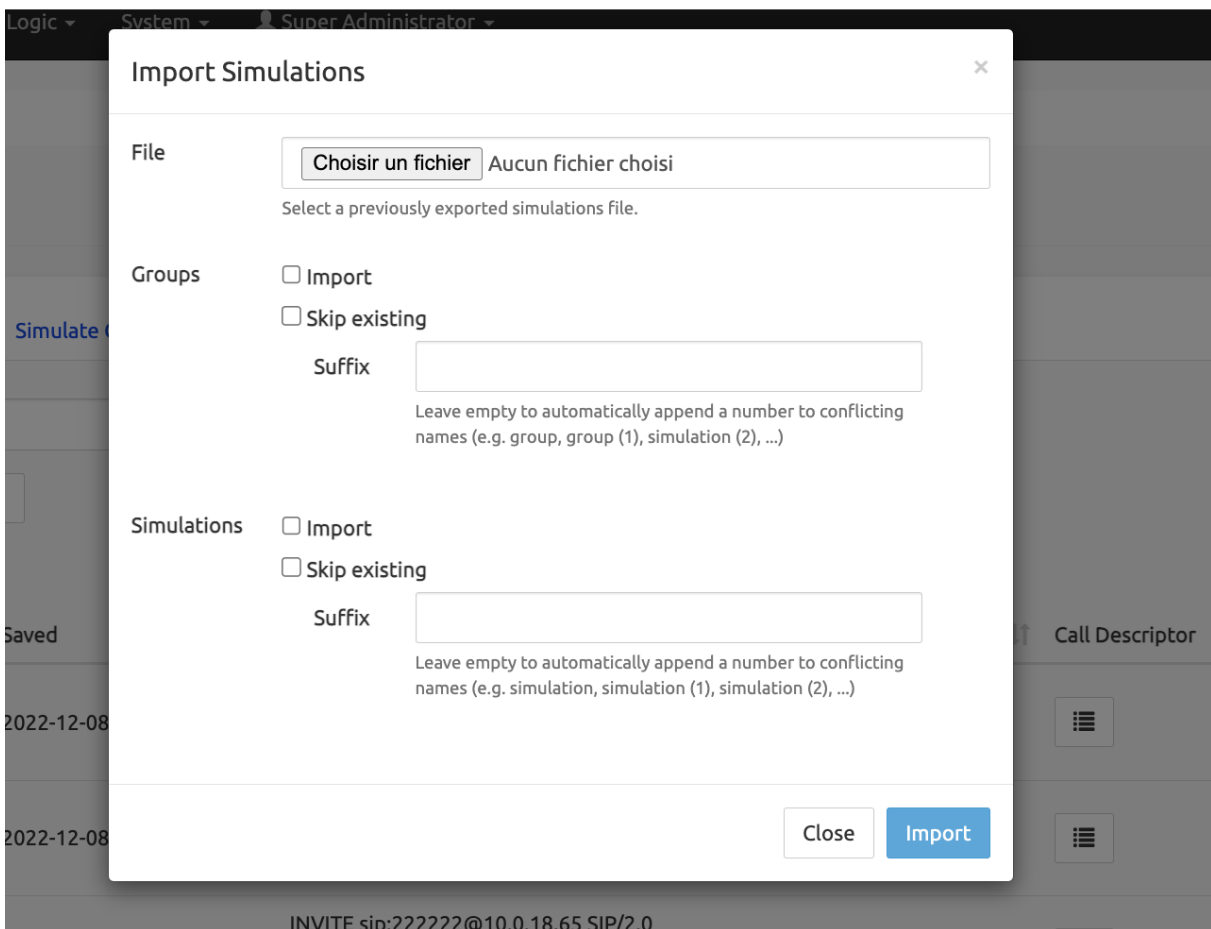 Logic System Super Administrator
Import Simulations ×
File Choisir un fichier Aucun fichier choisi
Select a previously exported simulations file.
Groups Import
Simulate
Skip existing
Suffix
Leave empty to automatically append a number to conflicting
names (e.g. group, group (1), simulation (2), ...)
Simulations Import
Skip existing
Suffix
Saved Call Descriptor
Leave empty to automatically append a number to conflicting
names (e.g. simulation, simulation (1), simulation (2), ...)
2022-12-08
Close Import
2022-12-08
INVITE sip:222222@10.0.18.65 SIP/2.0